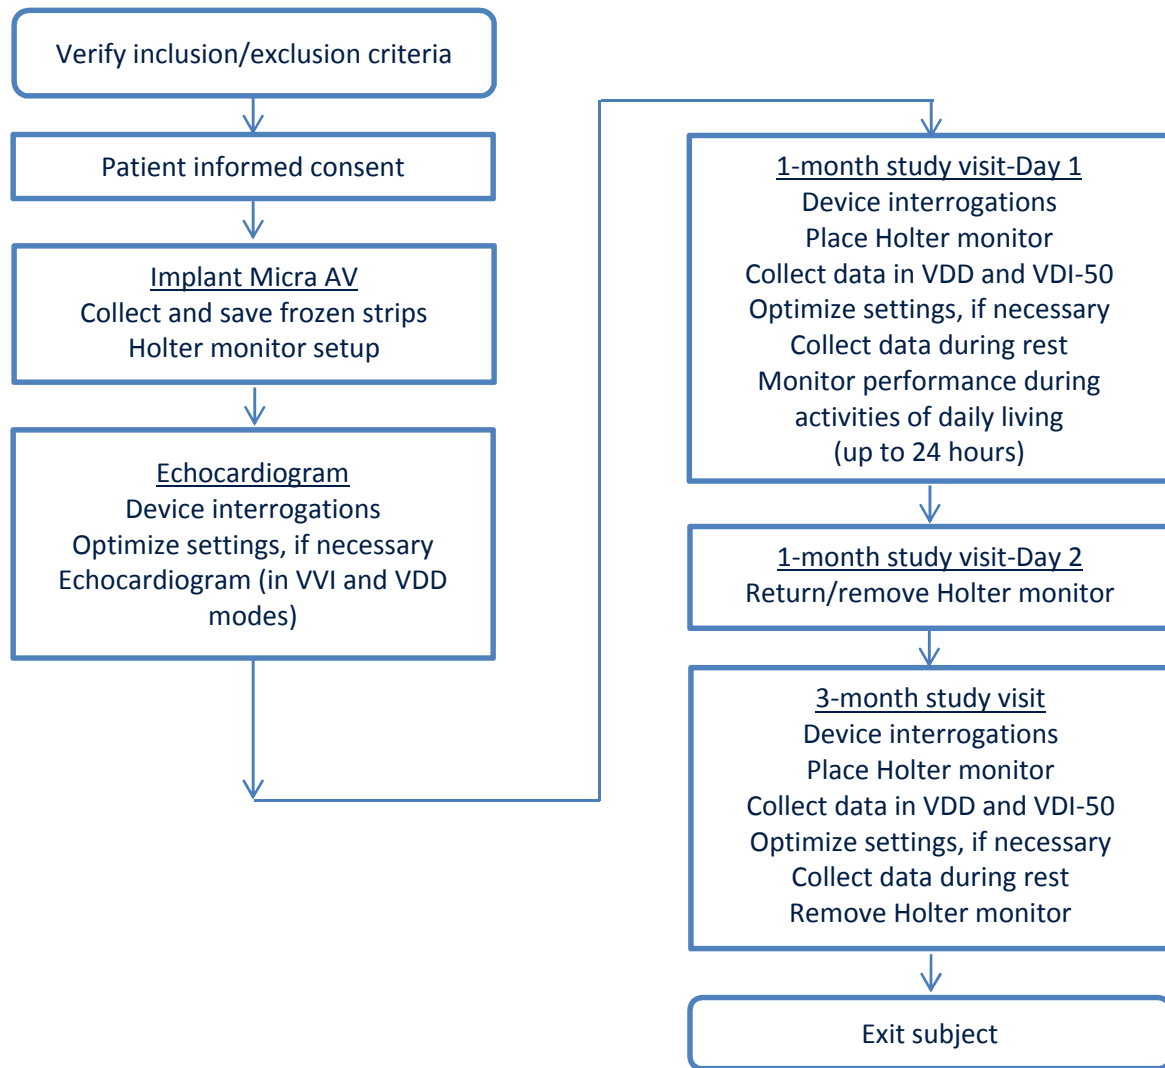 Verify inclusion/exclusion criteria
Patient informed consent
Implant Micra AV
Collect and save frozen strips
Holter monitor setup
Echocardiogram
Device interrogations
Optimize settings, if necessary
Echocardiogram (in VVI and VDD
modes)
1-month study visit-Day 1
Device interrogations
Place Holter monitor
Collect data in VDD and VDI-50
Optimize settings, if necessary
Collect data during rest
Monitor performance during
activities of daily living
(up to 24 hours)
1-month study visit-Day 2
Return/remove Holter monitor
3-month study visit
Device interrogations
Place Holter monitor
Collect data in VDD and VDI-50
Optimize settings, if necessary
Collect data during rest
Remove Holter monitor
Exit subject